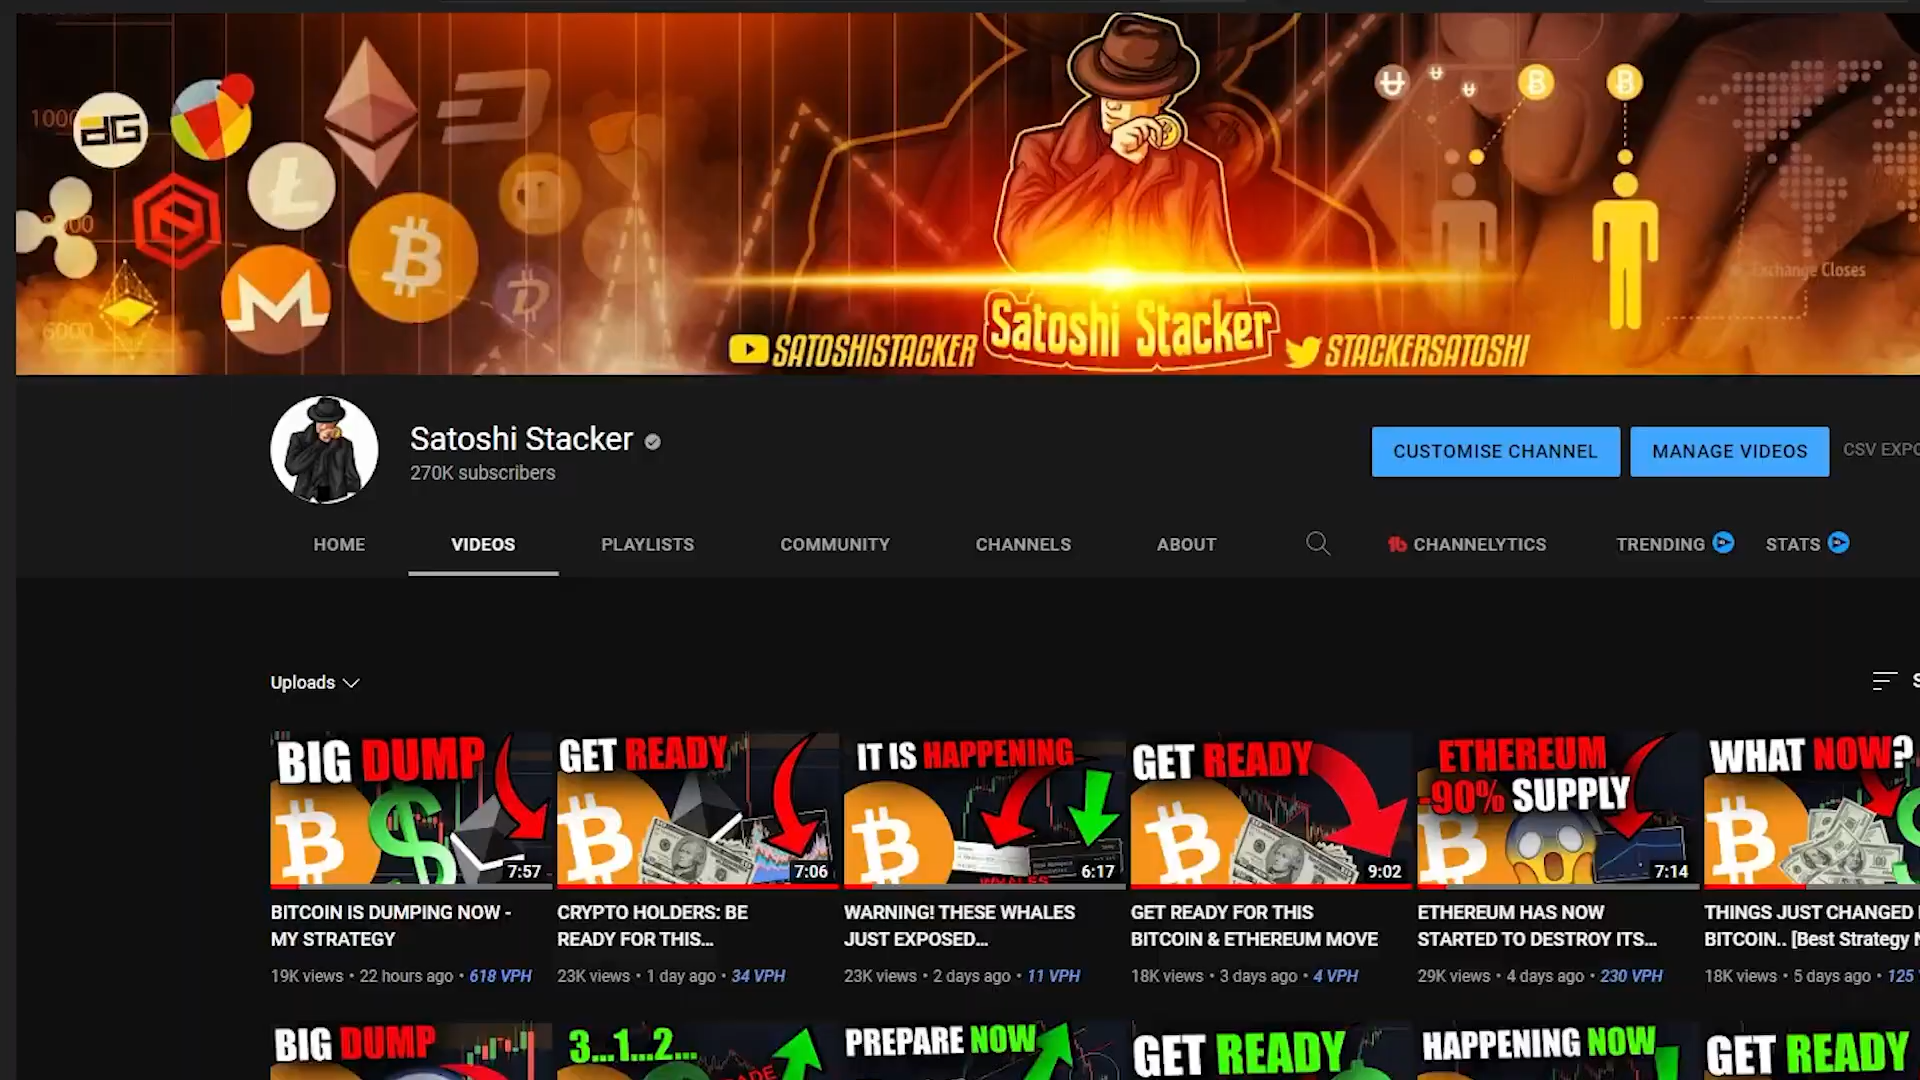 1000
dG
8000
6000
Exchange Closes
Satoshi Stacker
SATOSHISTACKER
STACKERSATOSHI
Satoshi Stacker
270K subscribers
CUSTOMISE CHANNEL
MANAGE VIDEOS
CSV EXPO
HOME
VIDEOS
PLAYLISTS
COMMUNITY
CHANNELS
ABOUT
CHANNELYTICS
TRENDING
STATS
Uploads
S
BIG DUMP
7:57
GET READY
7:06
IT IS HAPPENING
WHALES
6:17
GET READY
9:02
ETHEREUM
-90% SUPPLY
7:14
WHAT NOW?
BITCOIN IS DUMPING NOW -
MY STRATEGY
19K views • 22 hours ago • 618 VPH
CRYPTO HOLDERS: BE
READY FOR THIS...
23K views • 1 day ago • 34 VPH
WARNING! THESE WHALES
JUST EXPOSED...
23K views • 2 days ago • 11 VPH
GET READY FOR THIS
BITCOIN & ETHEREUM MOVE
18K views • 3 days ago • 4 VPH
ETHEREUM HAS NOW
STARTED TO DESTROY ITS...
29K views • 4 days ago • 230 VPH
THINGS JUST CHANGED
BITCOIN.. [Best Strategy N
18K views • 5 days ago • 125
BIG DUMP
3...1...2...
PREPARE NOW
GET READY
HAPPENING NOW
GET READY